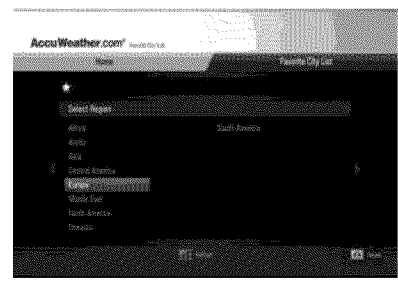 AccuWeather.com®
Home
Favorite City List
Select Region
Africa
South America
Arctic
Asia
Central America
Europe
Middle East
North America
Oceania